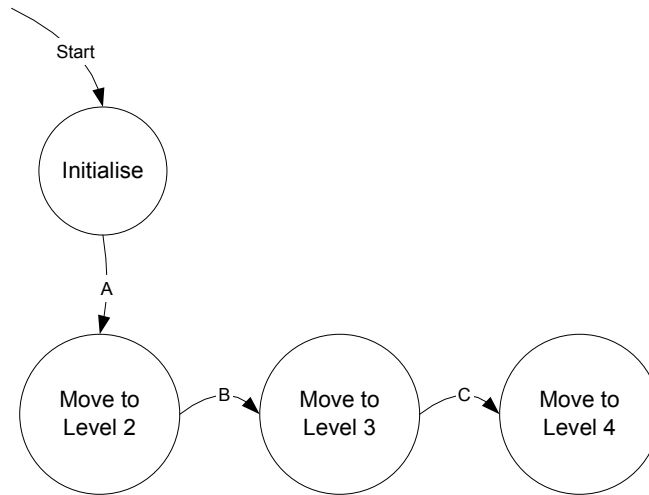 Start
Initialise
A
Move to
Level 2
B
Move to
Level 3
C
Move to
Level 4